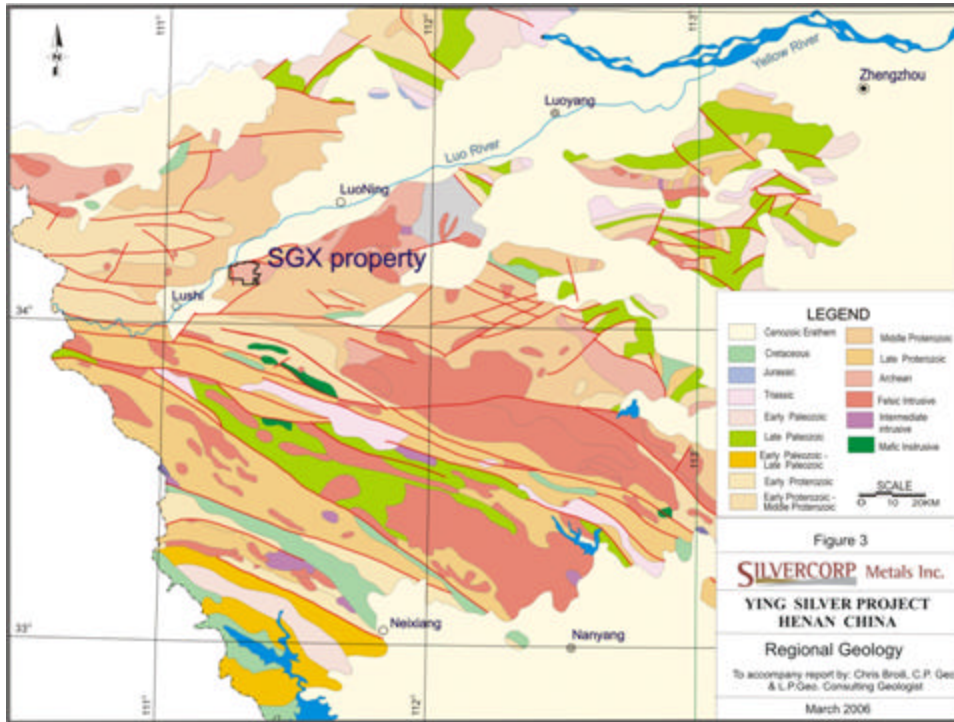 111°
112°
113°
N
Yellow River
Zhengzhou
Luoyang
Luo River
LuoNing
SGX property
Lushi
34°
LEGEND
Cenozoic Erathem
Cretaceous
Jurassic
Triassic
Early Paleozoic
Late Paleozoic
Early Paleozoic -
Late Paleozoic
Early Proterozoic
Early Proterozoic -
Middle Proterozoic
Middle Proterozoic
Late Proterozoic
Archean
Felsic Intrusive
Intermediate
intrusive
Mafic Instrusive
SCALE
0 10 20KM
113°
Neixiang
Nanyang
33°
111°
112°
Figure 3
SILVERCORP Metals Inc.
YING SILVER PROJECT
HENAN CHINA
Regional Geology
To accompany report by: Chris Broili, C.P. Geo
& L.P.Geo. Consulting Geologist
March 2006